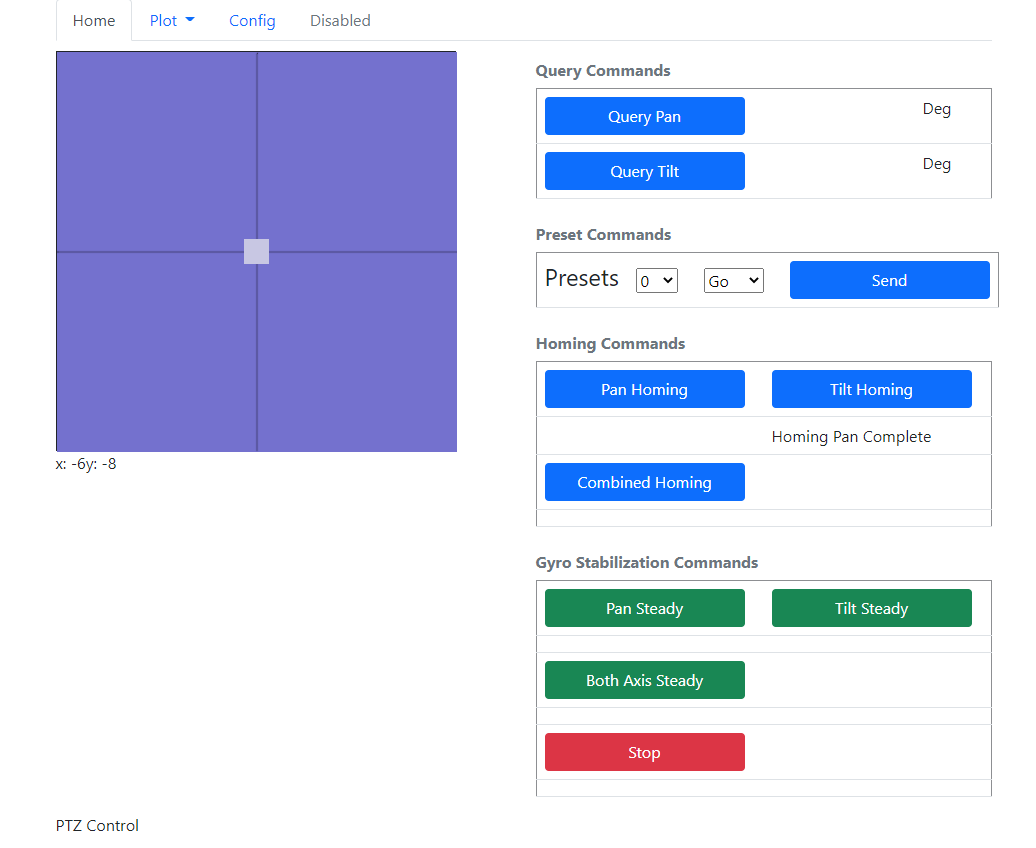 Home Plot Config Disabled
x: -6y: -8
Query Commands
Query Pan Deg
Query Tilt Deg
Preset Commands
Presets 0 Go Send
Homing Commands
Pan Homing Tilt Homing
Homing Pan Complete
Combined Homing
Gyro Stabilization Commands
Pan Steady Tilt Steady
Both Axis Steady
Stop
PTZ Control